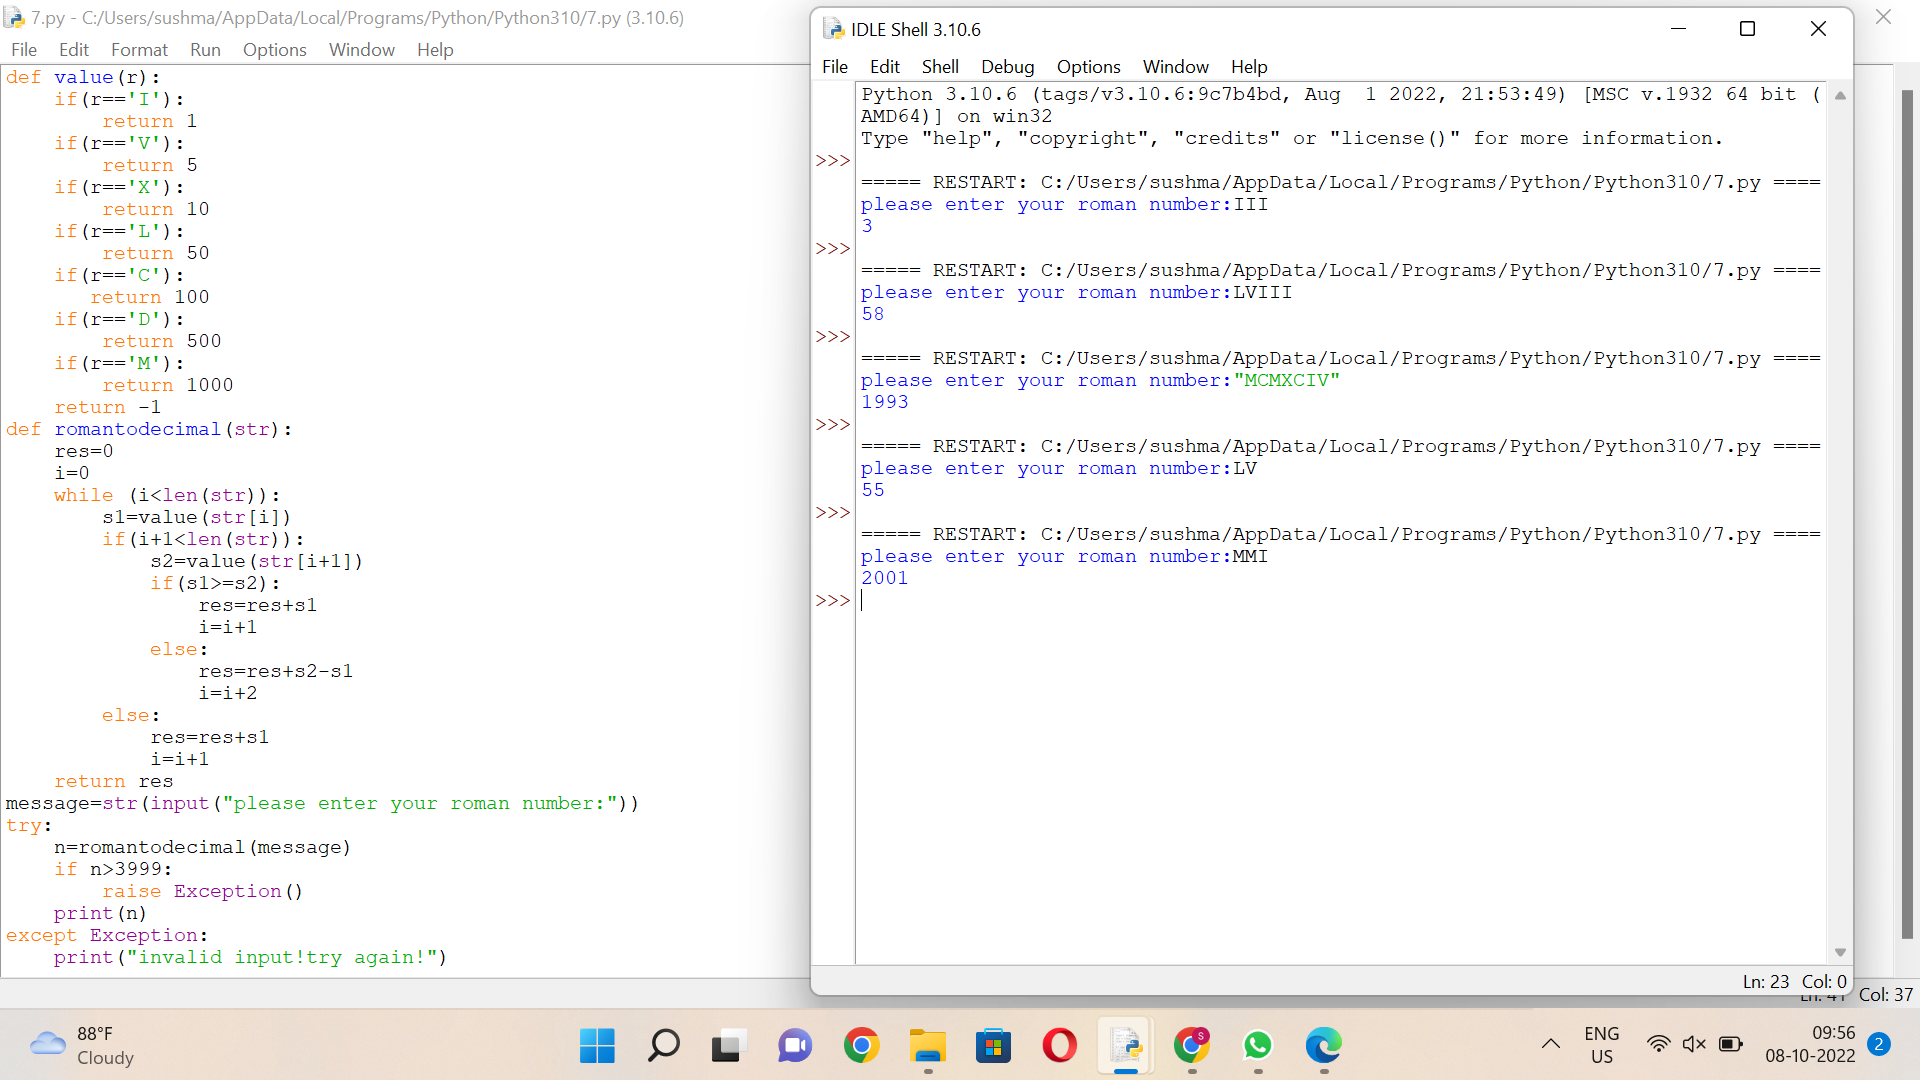 7.py - C:/Users/sushma/AppData/Local/Programs/Python/Python310/7.py (3.10.6)
File Edit Format Run Options Window Help
def value(r):
    if(r=='I'):
        return 1
    if(r=='V'):
        return 5
    if(r=='X'):
        return 10
    if(r=='L'):
        return 50
    if(r=='C'):
       return 100
    if(r=='D'):
        return 500
    if(r=='M'):
        return 1000
    return -1
def romantodecimal(str):
    res=0
    i=0
    while (i<len(str)):
        s1=value(str[i])
        if(i+1<len(str)):
            s2=value(str[i+1])
            if(s1>=s2):
                res=res+s1
                i=i+1
            else:
                res=res+s2-s1
                i=i+2
        else:
            res=res+s1
            i=i+1
    return res
message=str(input("please enter your roman number:"))
try:
    n=romantodecimal(message)
    if n>3999:
        raise Exception()
    print(n)
except Exception:
    print("invalid input!try again!")
IDLE Shell 3.10.6
File Edit Shell Debug Options Window Help
Python 3.10.6 (tags/v3.10.6:9c7b4bd, Aug  1 2022, 21:53:49) [MSC v.1932 64 bit (
AMD64)] on win32
Type "help", "copyright", "credits" or "license()" for more information.
>>>
===== RESTART: C:/Users/sushma/AppData/Local/Programs/Python/Python310/7.py ====
please enter your roman number:III
3
>>>
===== RESTART: C:/Users/sushma/AppData/Local/Programs/Python/Python310/7.py ====
please enter your roman number:LVIII
58
>>>
===== RESTART: C:/Users/sushma/AppData/Local/Programs/Python/Python310/7.py ====
please enter your roman number:"MCMXCIV"
1993
>>>
===== RESTART: C:/Users/sushma/AppData/Local/Programs/Python/Python310/7.py ====
please enter your roman number:LV
55
>>>
===== RESTART: C:/Users/sushma/AppData/Local/Programs/Python/Python310/7.py ====
please enter your roman number:MMI
2001
>>>
Ln: 23 Col: 0
Ln: 41 Col: 37
88°F
Cloudy
S
ENG
US
09:56
08-10-2022
2